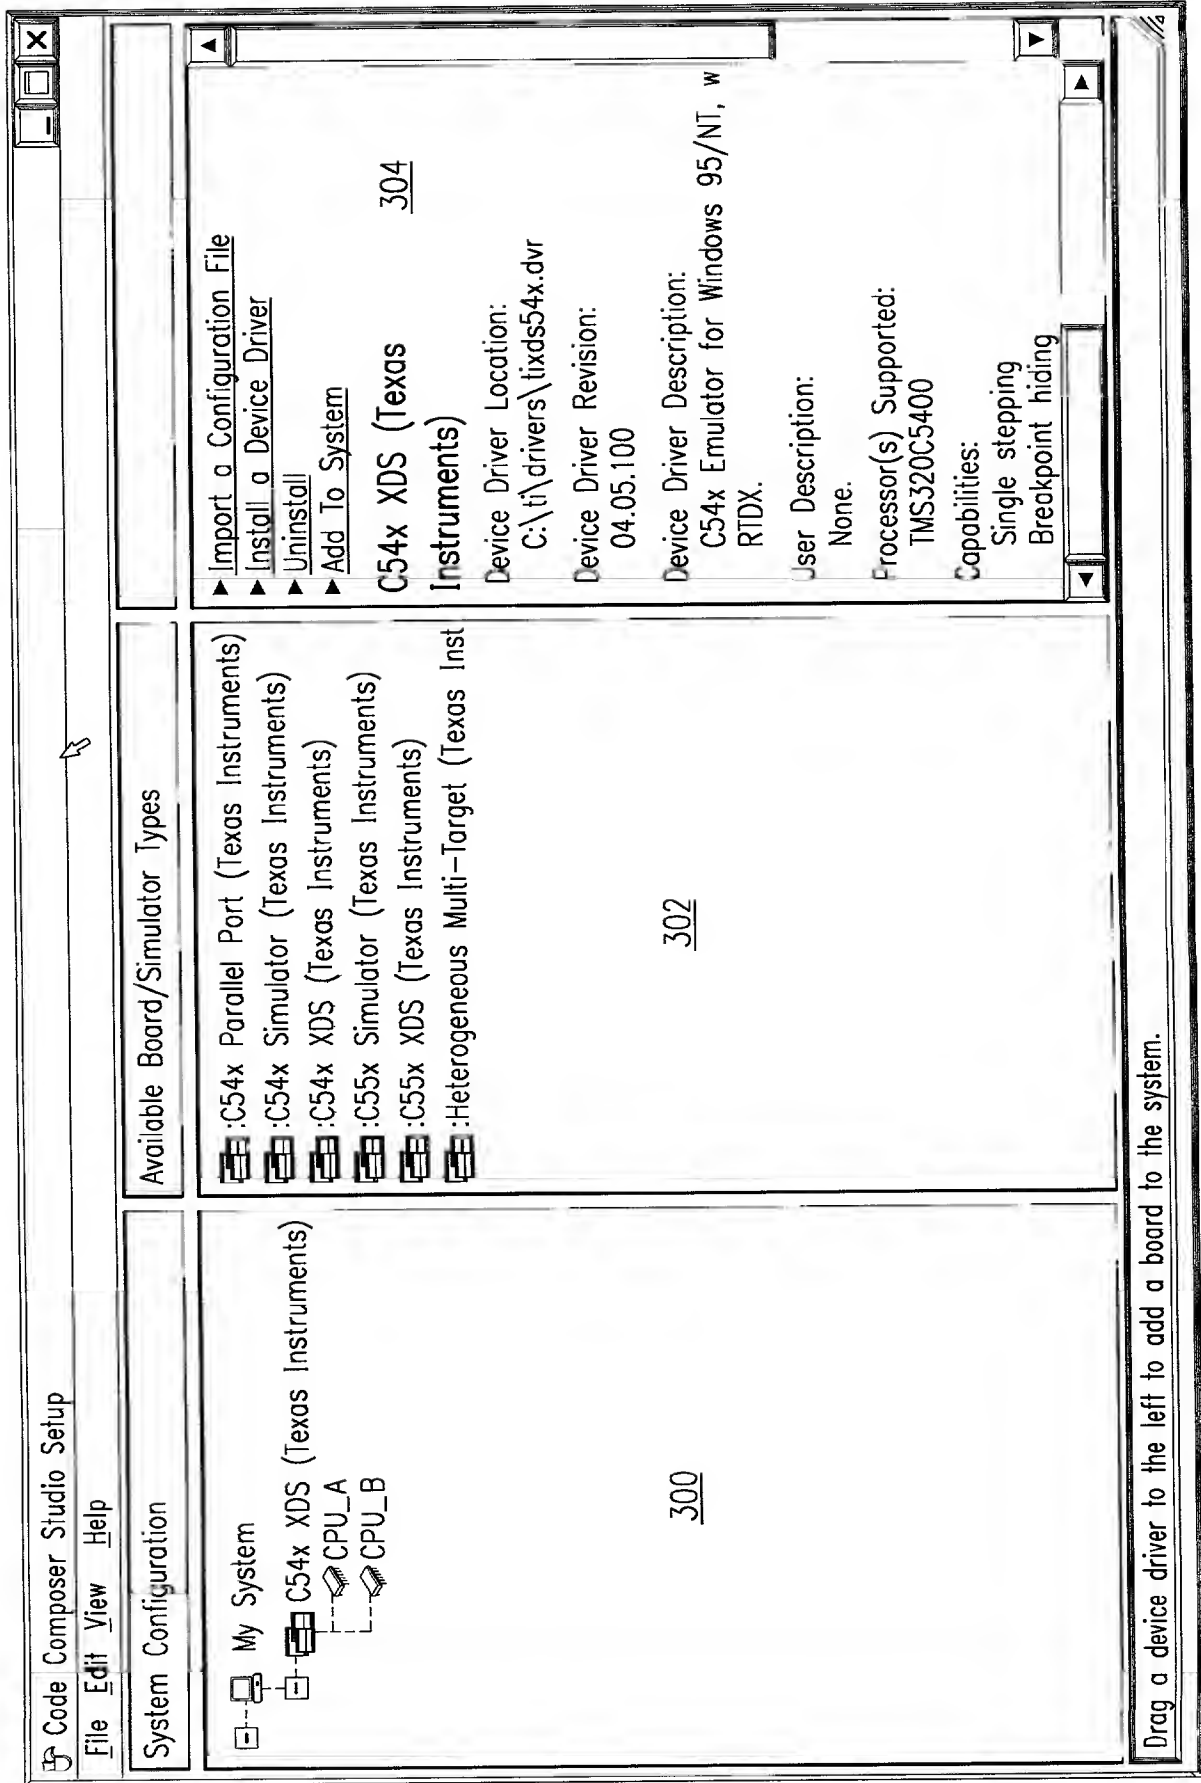 Code Composer Studio Setup
File Edit View Help
System Configuration
Available Board/Simulator Types
My System
C54x XDS (Texas Instruments)
CPU_A
CPU_B
300
:C54x Parallel Port (Texas Instruments)
:C54x Simulator (Texas Instruments)
:C54x XDS (Texas Instruments)
:C55x Simulator (Texas Instruments)
:C55x XDS (Texas Instruments)
:Heterogeneous Multi-Target (Texas Inst
302
Import a Configuration File
Install a Device Driver
Uninstall
Add To System
C54x XDS (Texas
Instruments)
304
Device Driver Location:
C:\ti\drivers\tixds54x.dvr
Device Driver Revision:
04.05.100
Device Driver Description:
C54x Emulator for Windows 95/NT, w
RTDX.
User Description:
None.
Processor(s) Supported:
TMS320C5400
Capabilities:
Single stepping
Breakpoint hiding
Drag a device driver to the left to add a board to the system.